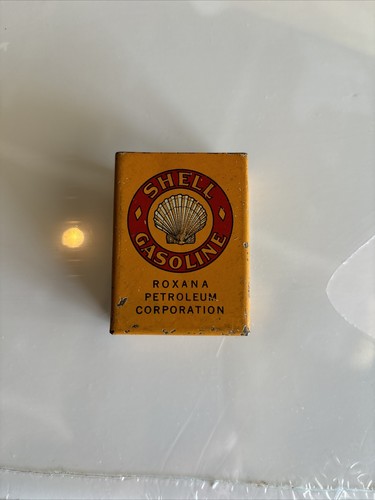 SHELL
GASOLINE
ROXANA
PETROLEUM
CORPORATION